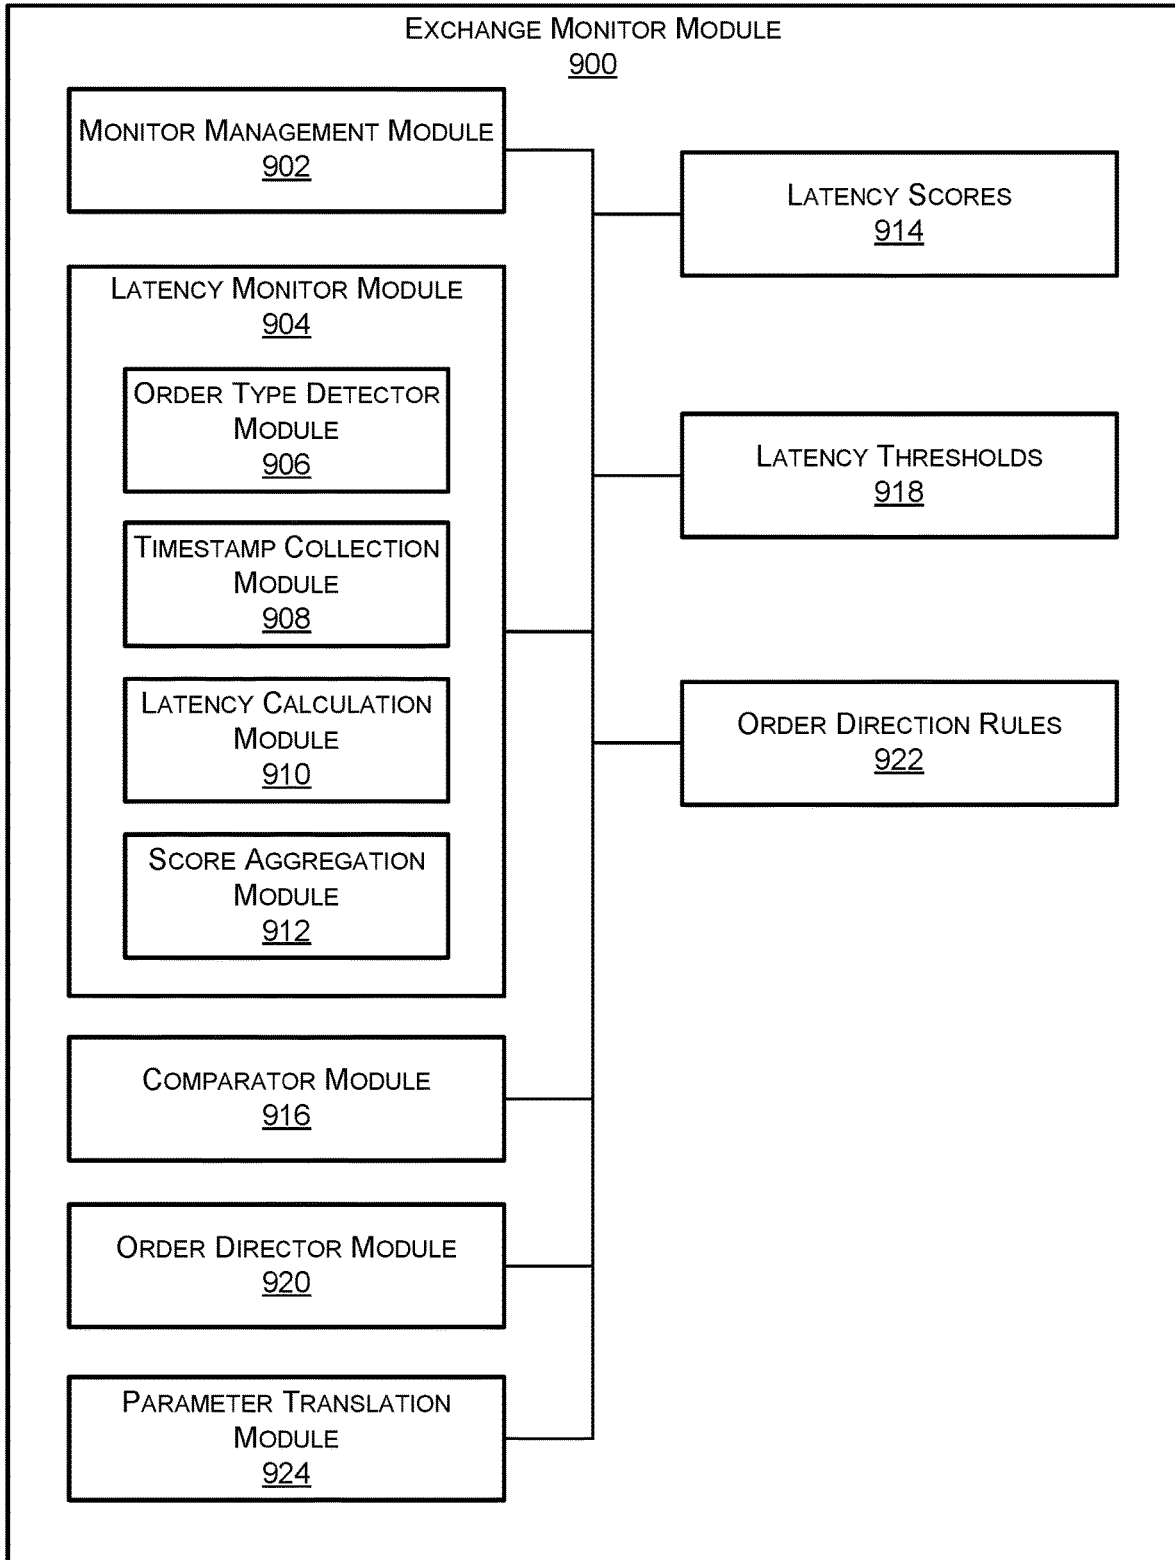 EXCHANGE MONITOR MODULE
900
MONITOR MANAGEMENT MODULE
902
LATENCY MONITOR MODULE
904
ORDER TYPE DETECTOR
MODULE
906
TIMESTAMP COLLECTION
MODULE
908
LATENCY CALCULATION
MODULE
910
SCORE AGGREGATION
MODULE
912
COMPARATOR MODULE
916
ORDER DIRECTOR MODULE
920
PARAMETER TRANSLATION
MODULE
924
LATENCY SCORES
914
LATENCY THRESHOLDS
918
ORDER DIRECTION RULES
922